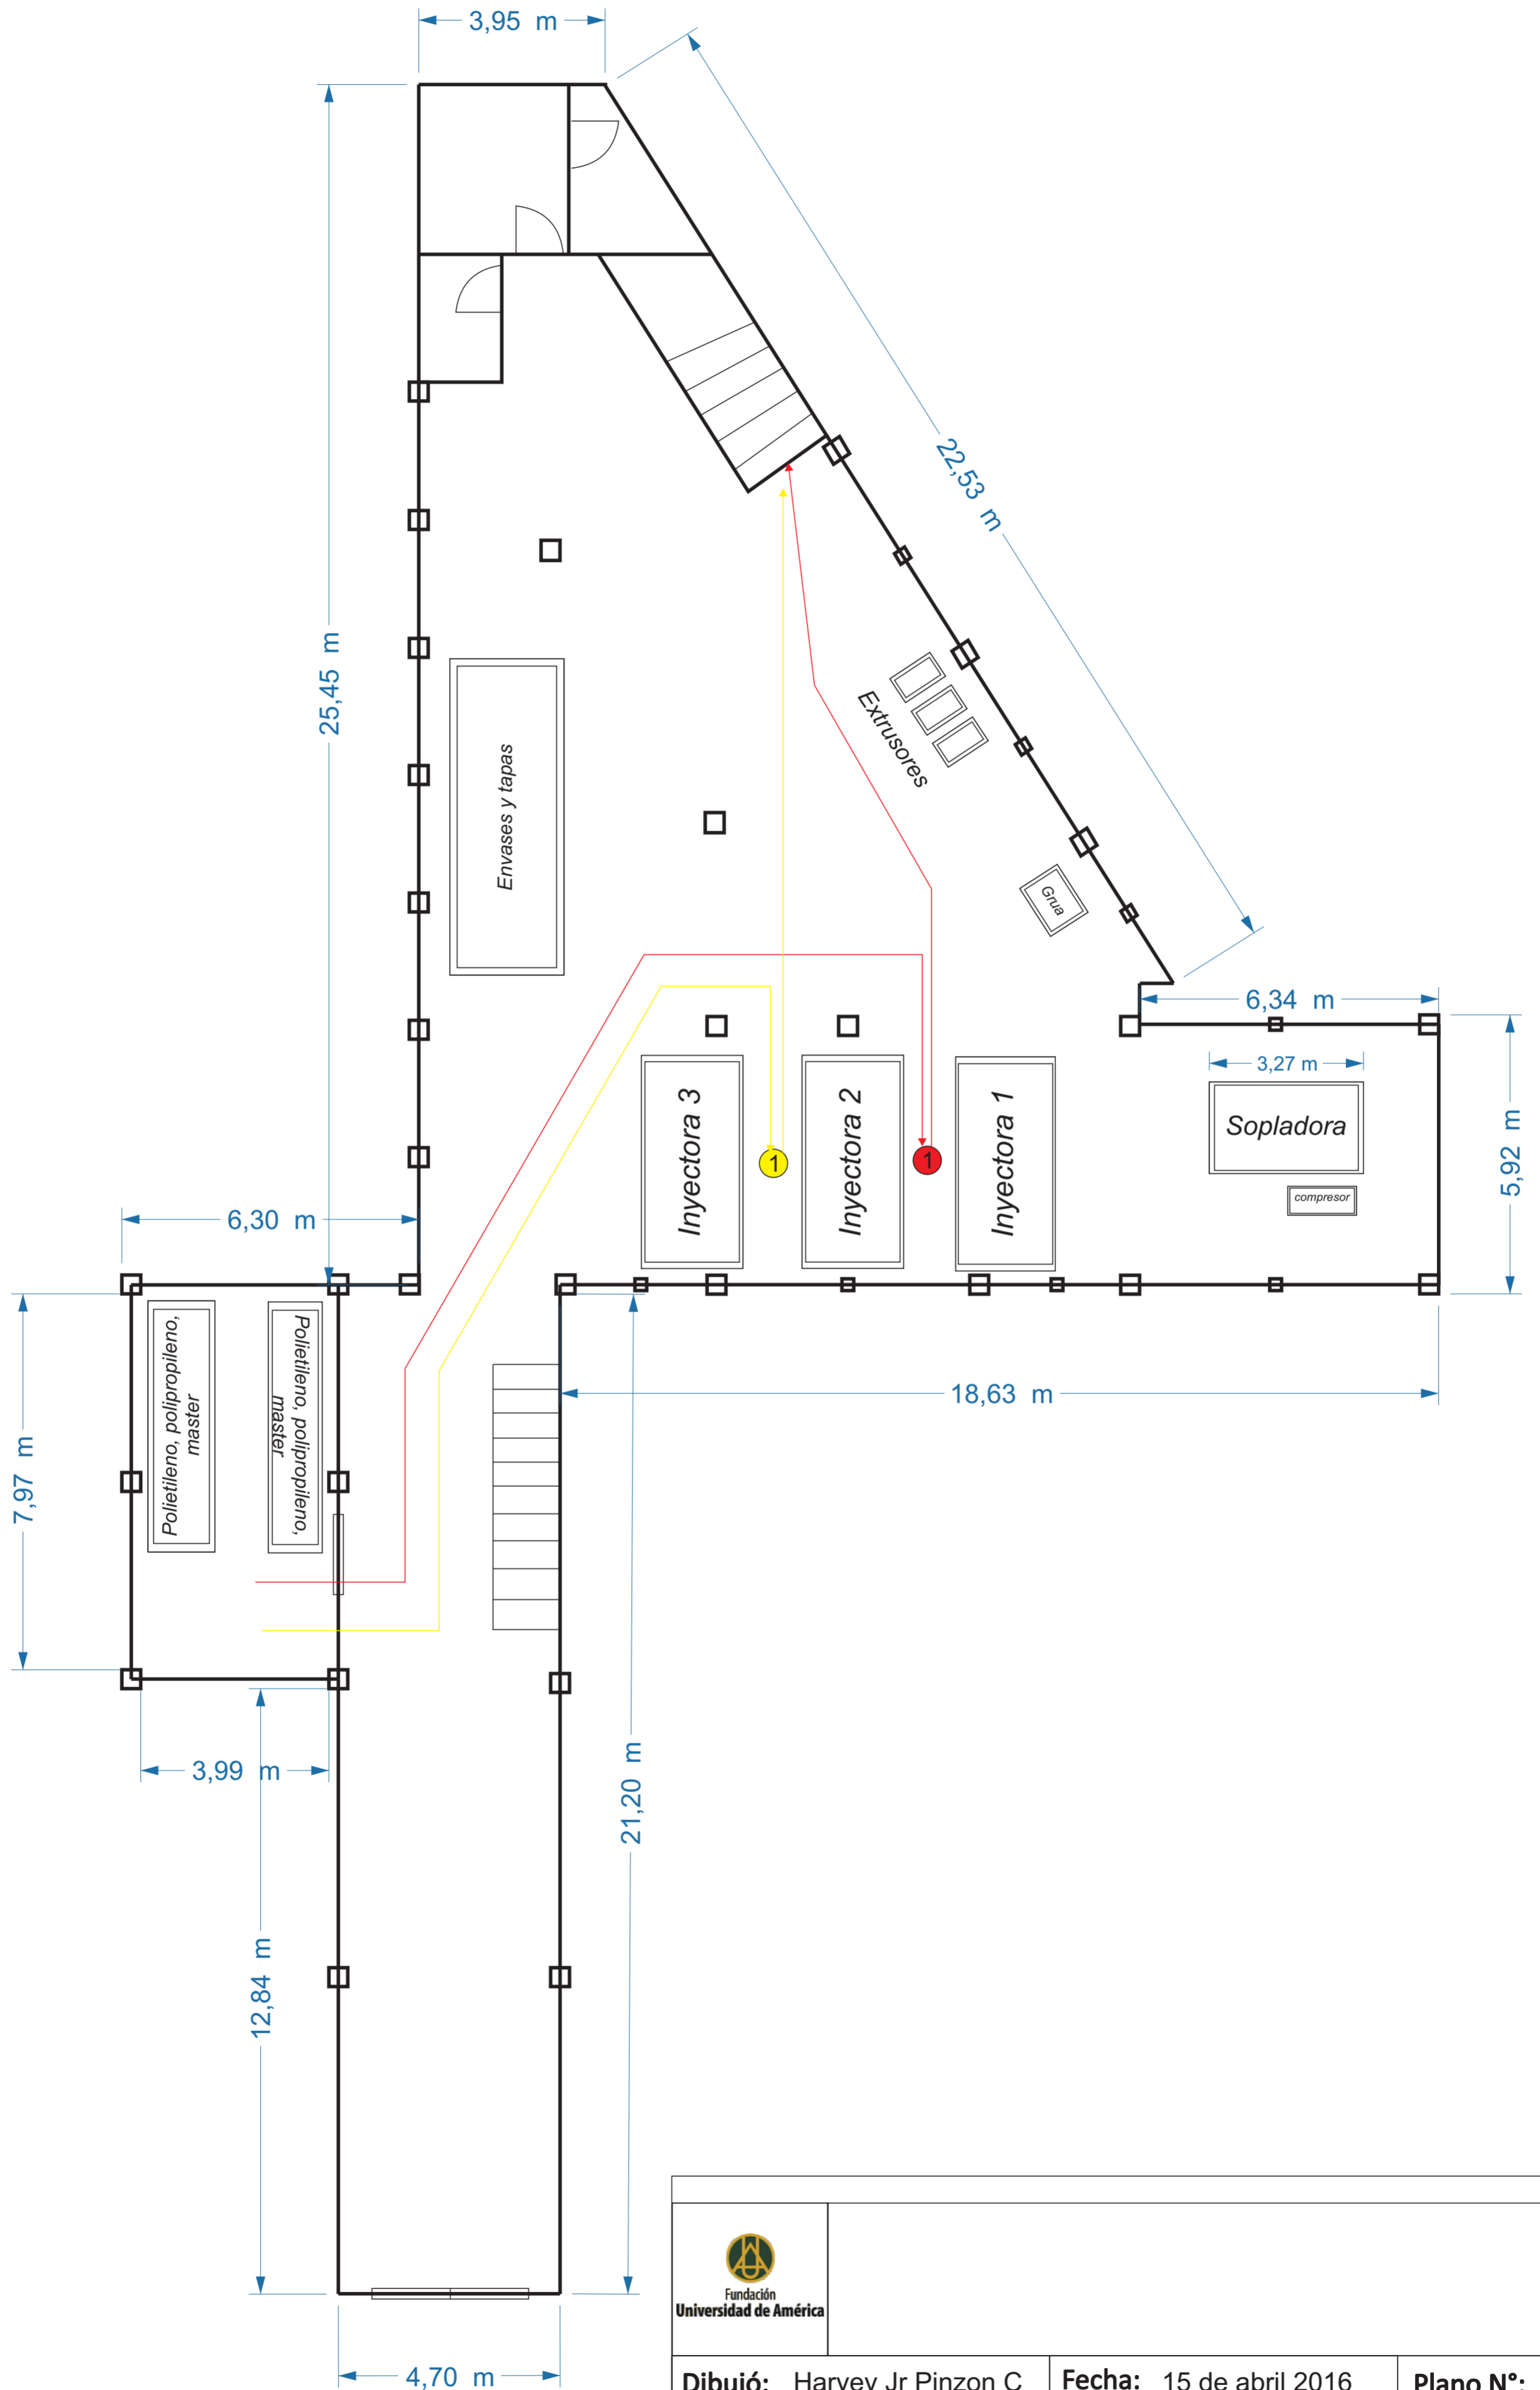 3,95 m
22,53 m
25,45 m
Extrusores
Envases y tapas
Grua
6,34 m
3,27 m
Sopladora
compresor
5,92 m
Inyectora 3
1
Inyectora 2
1
Inyectora 1
6,30 m
18,63 m
Polietileno, polipropileno,
master
Polietileno, polipropileno,
master
7,97 m
3,99 m
21,20 m
12,84 m
4,70 m
Fundación
Universidad de América
Dibujó: Harvey Jr Pinzon C
Fecha: 15 de abril 2016
Plano N°: